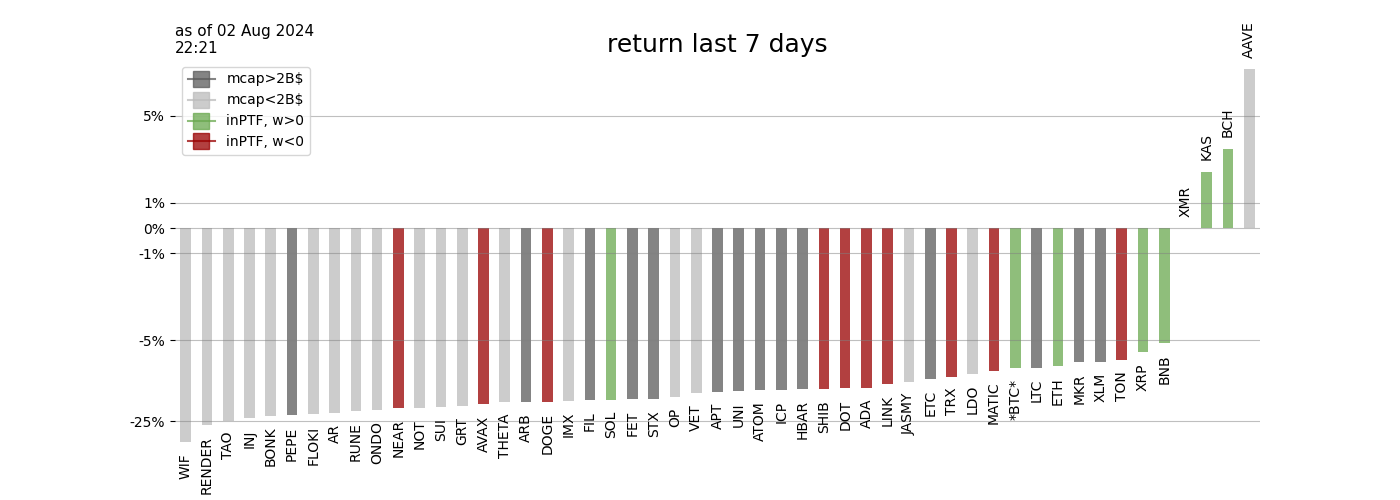 as of 02 Aug 2024
22:21
return last 7 days
mcap>2B$
mcap<2B$
inPTF, w>0
inPTF, w<0
5%
1%
0%
-1%
-5%
-25%
WIF
RENDER
TAO
INJ
BONK
PEPE
FLOKI
AR
RUNE
ONDO
NEAR
NOT
SUI
GRT
AVAX
THETA
ARB
DOGE
IMX
FIL
SOL
FET
STX
OP
VET
APT
UNI
ATOM
ICP
HBAR
SHIB
DOT
ADA
LINK
JASMY
ETC
TRX
LDO
MATIC
*BTC*
LTC
ETH
MKR
XLM
TON
XRP
BNB
XMR
KAS
BCH
AAVE